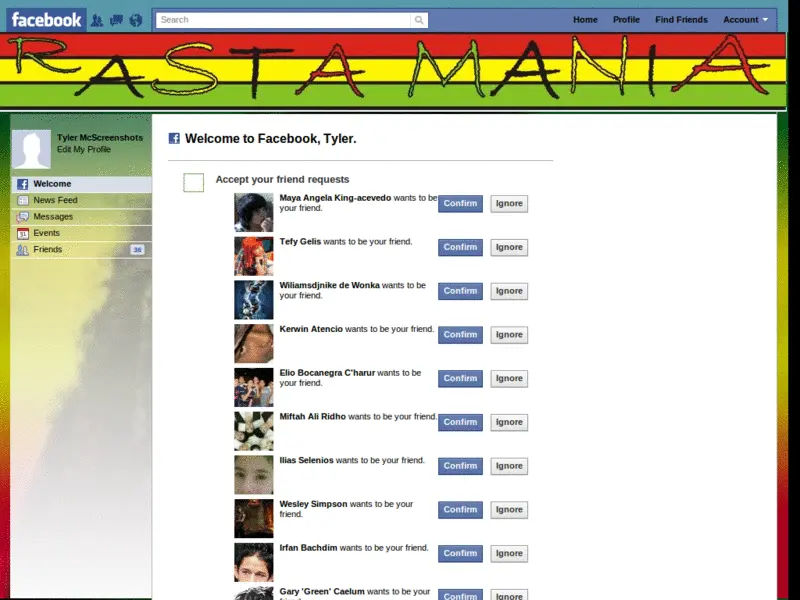 facebook
Search
Home
Profile
Find Friends
Account
RASTA MANIA
Tyler McScreenshots
Edit My Profile
Welcome
News Feed
Messages
31
Events
Friends
36
Welcome to Facebook, Tyler.
Accept your friend requests
Maya Angela King-acevedo wants to be
your friend.
Confirm
Ignore
Tefy Gelis wants to be your friend.
Confirm
Ignore
Wiliamsdjnike de Wonka wants to be
your friend.
Confirm
Ignore
Kerwin Atencio wants to be your friend.
Confirm
Ignore
Elio Bocanegra C'harur wants to be
your friend.
Confirm
Ignore
Miftah Ali Ridho wants to be your friend.
Confirm
Ignore
Ilias Selenios wants to be your friend.
Confirm
Ignore
Wesley Simpson wants to be your
friend.
Confirm
Ignore
Irfan Bachdim wants to be your friend.
Confirm
Ignore
Gary 'Green' Caelum wants to be your
Confirm
Ignore